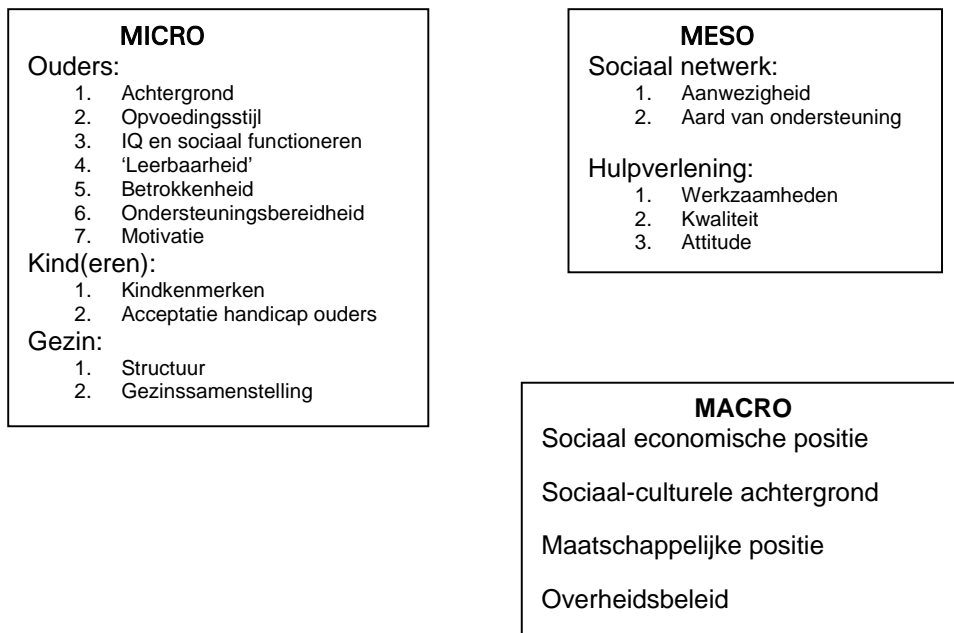 MICRO
Ouders:
1. Achtergrond
2. Opvoedingsstijl
3. IQ en sociaal functioneren
4. ‘Leerbaarheid’
5. Betrokkenheid
6. Ondersteuningsbereidheid
7. Motivatie
Kind(eren):
1. Kindkenmerken
2. Acceptatie handicap ouders
Gezin:
1. Structuur
2. Gezinssamenstelling
MESO
Sociaal netwerk:
1. Aanwezigheid
2. Aard van ondersteuning
Hulpverlening:
1. Werkzaamheden
2. Kwaliteit
3. Attitude
MACRO
Sociaal economische positie
Sociaal-culturele achtergrond
Maatschappelijke positie
Overheidsbeleid